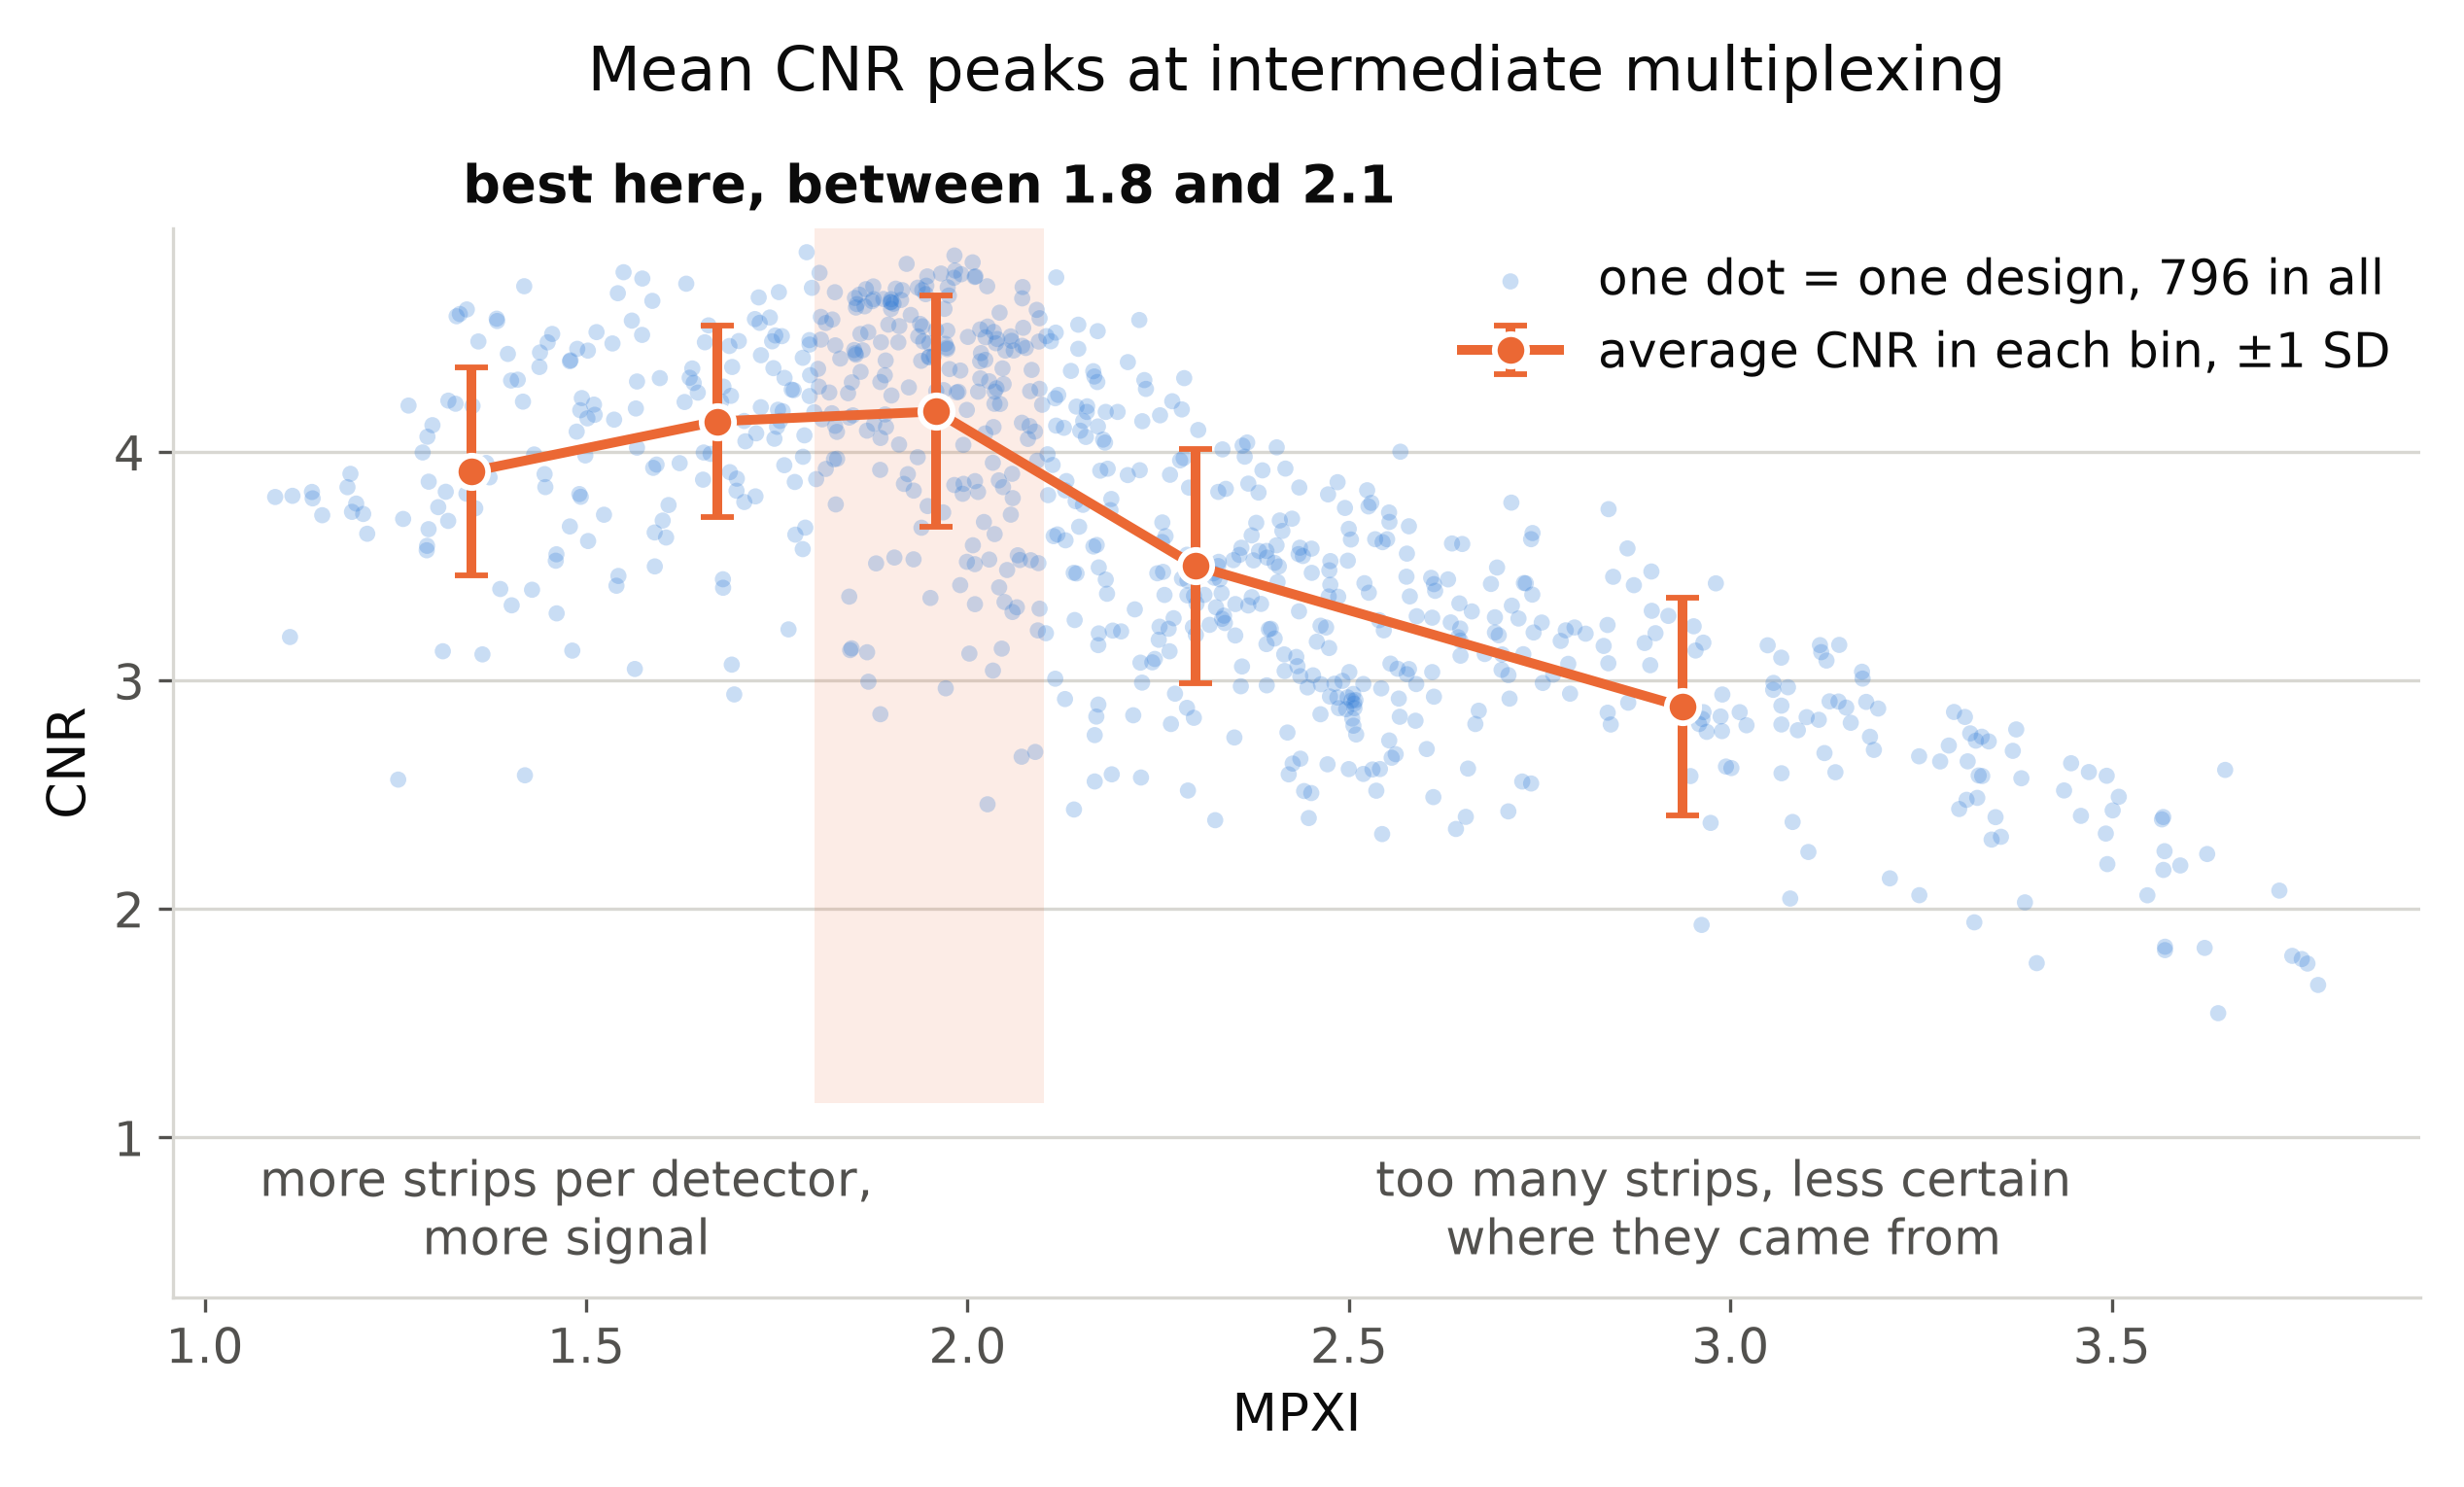 Mean CNR peaks at intermediate multiplexing
best here, between 1.8 and 2.1
one dot = one design, 796 in all
average CNR in each bin, ±1 SD
4
3
2
1
CNR
more strips per detector,
more signal
too many strips, less certain
where they came from
1.0 1.5 2.0 2.5 3.0 3.5
MPXI